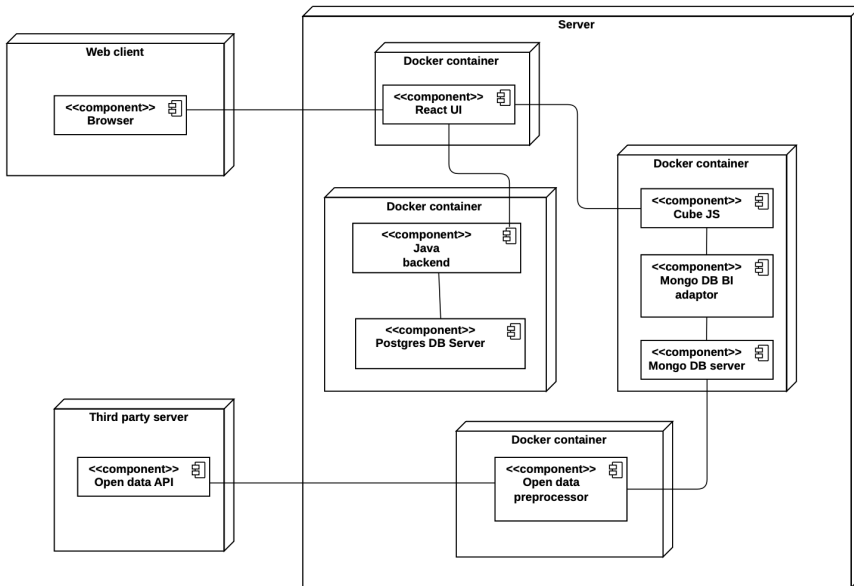 Server
Web client
<<component>>
Browser
Docker container
<<component>>
React UI
Docker container
<<component>>
Cube JS
<<component>>
Mongo DB BI
adaptor
<<component>>
Mongo DB server
Docker container
<<component>>
Java
backend
<<component>>
Postgres DB Server
Third party server
<<component>>
Open data API
Docker container
<<component>>
Open data
preprocessor